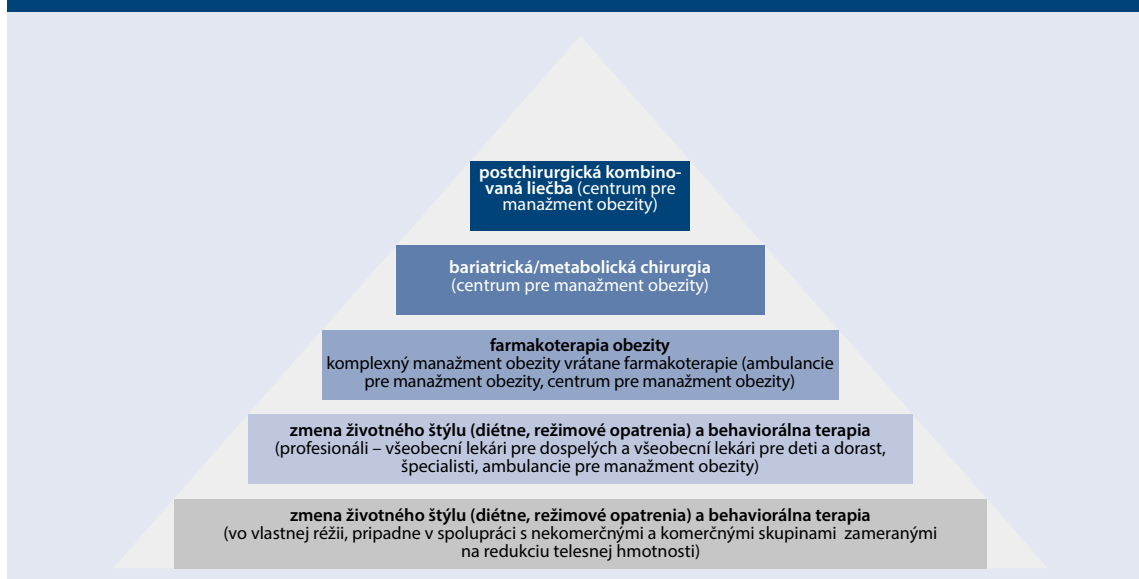 postchirurgická kombino-
vaná liečba (centrum pre
manažment obezity)
bariatrická/metabolická chirurgia
(centrum pre manažment obezity)
farmakoterapia obezity
komplexný manažment obezity vrátane farmakoterapie (ambulancie
pre manažment obezity, centrum pre manažment obezity)
zmena životného štýlu (diétne, režimové opatrenia) a behaviorálna terapia
(profesionáli – všeobecní lekári pre dospelých a všeobecní lekári pre deti a dorast,
špecialisti, ambulancie pre manažment obezity)
zmena životného štýlu (diétne, režimové opatrenia) a behaviorálna terapia
(vo vlastnej réžii, pripadne v spolupráci s nekomerčnými a komerčnými skupinami zameranými
na redukciu telesnej hmotnosti)